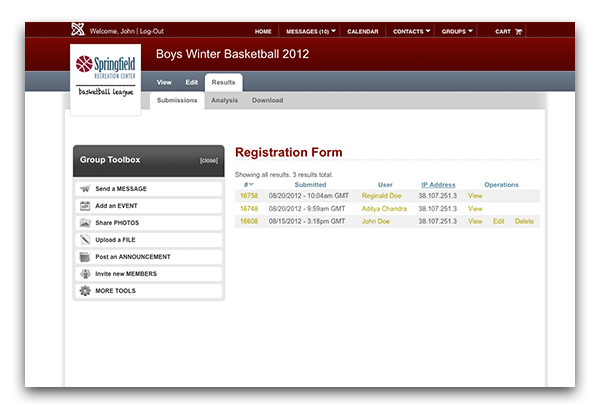 Welcome, John | Log-Out HOME MESSAGES (10) CALENDAR CONTACTS GROUPS CART
Boys Winter Basketball 2012
Springfield
RECREATION CENTER
basketball league
View Edit Results
Submissions Analysis Download
Group Toolbox [close]
Send a MESSAGE
Add an EVENT
Share PHOTOS
Upload a FILE
Post an ANNOUNCEMENT
Invite new MEMBERS
MORE TOOLS
Registration Form
Showing all results. 3 results total.
# Submitted User IP Address Operations
16758 08/20/2012 - 10:04am GMT Reginald Doe 38.107.251.3 View
16748 08/20/2012 - 9:59am GMT Aditya Chandra 38.107.251.3 View
16608 08/15/2012 - 3:18pm GMT John Doe 38.107.251.3 View Edit Delete